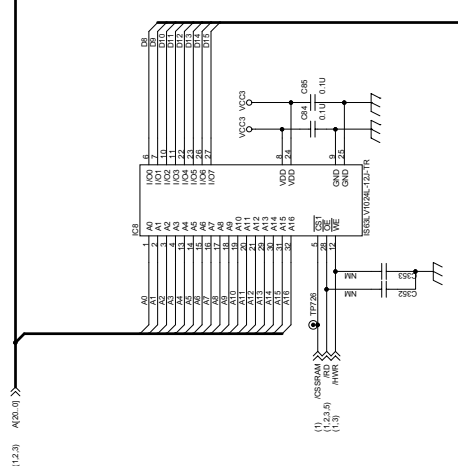 D8 6 I/O0
D9 7 I/O1
D10 10 I/O2
D11 11 I/O3
D12 22 I/O4
D13 23 I/O5
D14 26 I/O6
D15 27 I/O7
VCC3 C84 0.1U
VCC3 C85 0.1U
8 VDD
24 VDD
9 GND
25 GND
IC8
IS63LV1024L-12J-TR
A0 1 A0
A1 2 A1
A2 3 A2
A3 4 A3
A4 13 A4
A5 14 A5
A6 15 A6
A7 16 A7
A8 17 A8
A9 18 A9
A10 19 A10
A11 20 A11
A12 21 A12
A13 29 A13
A14 30 A14
A15 31 A15
A16 32 A16
5 CS1
28 OE
12 WE
TP726
NM C352
NM C353
(1) /CSSRAM
(1,2,3,5) /RD
(1,3) /HWR
(1,2,3) A[20..0]